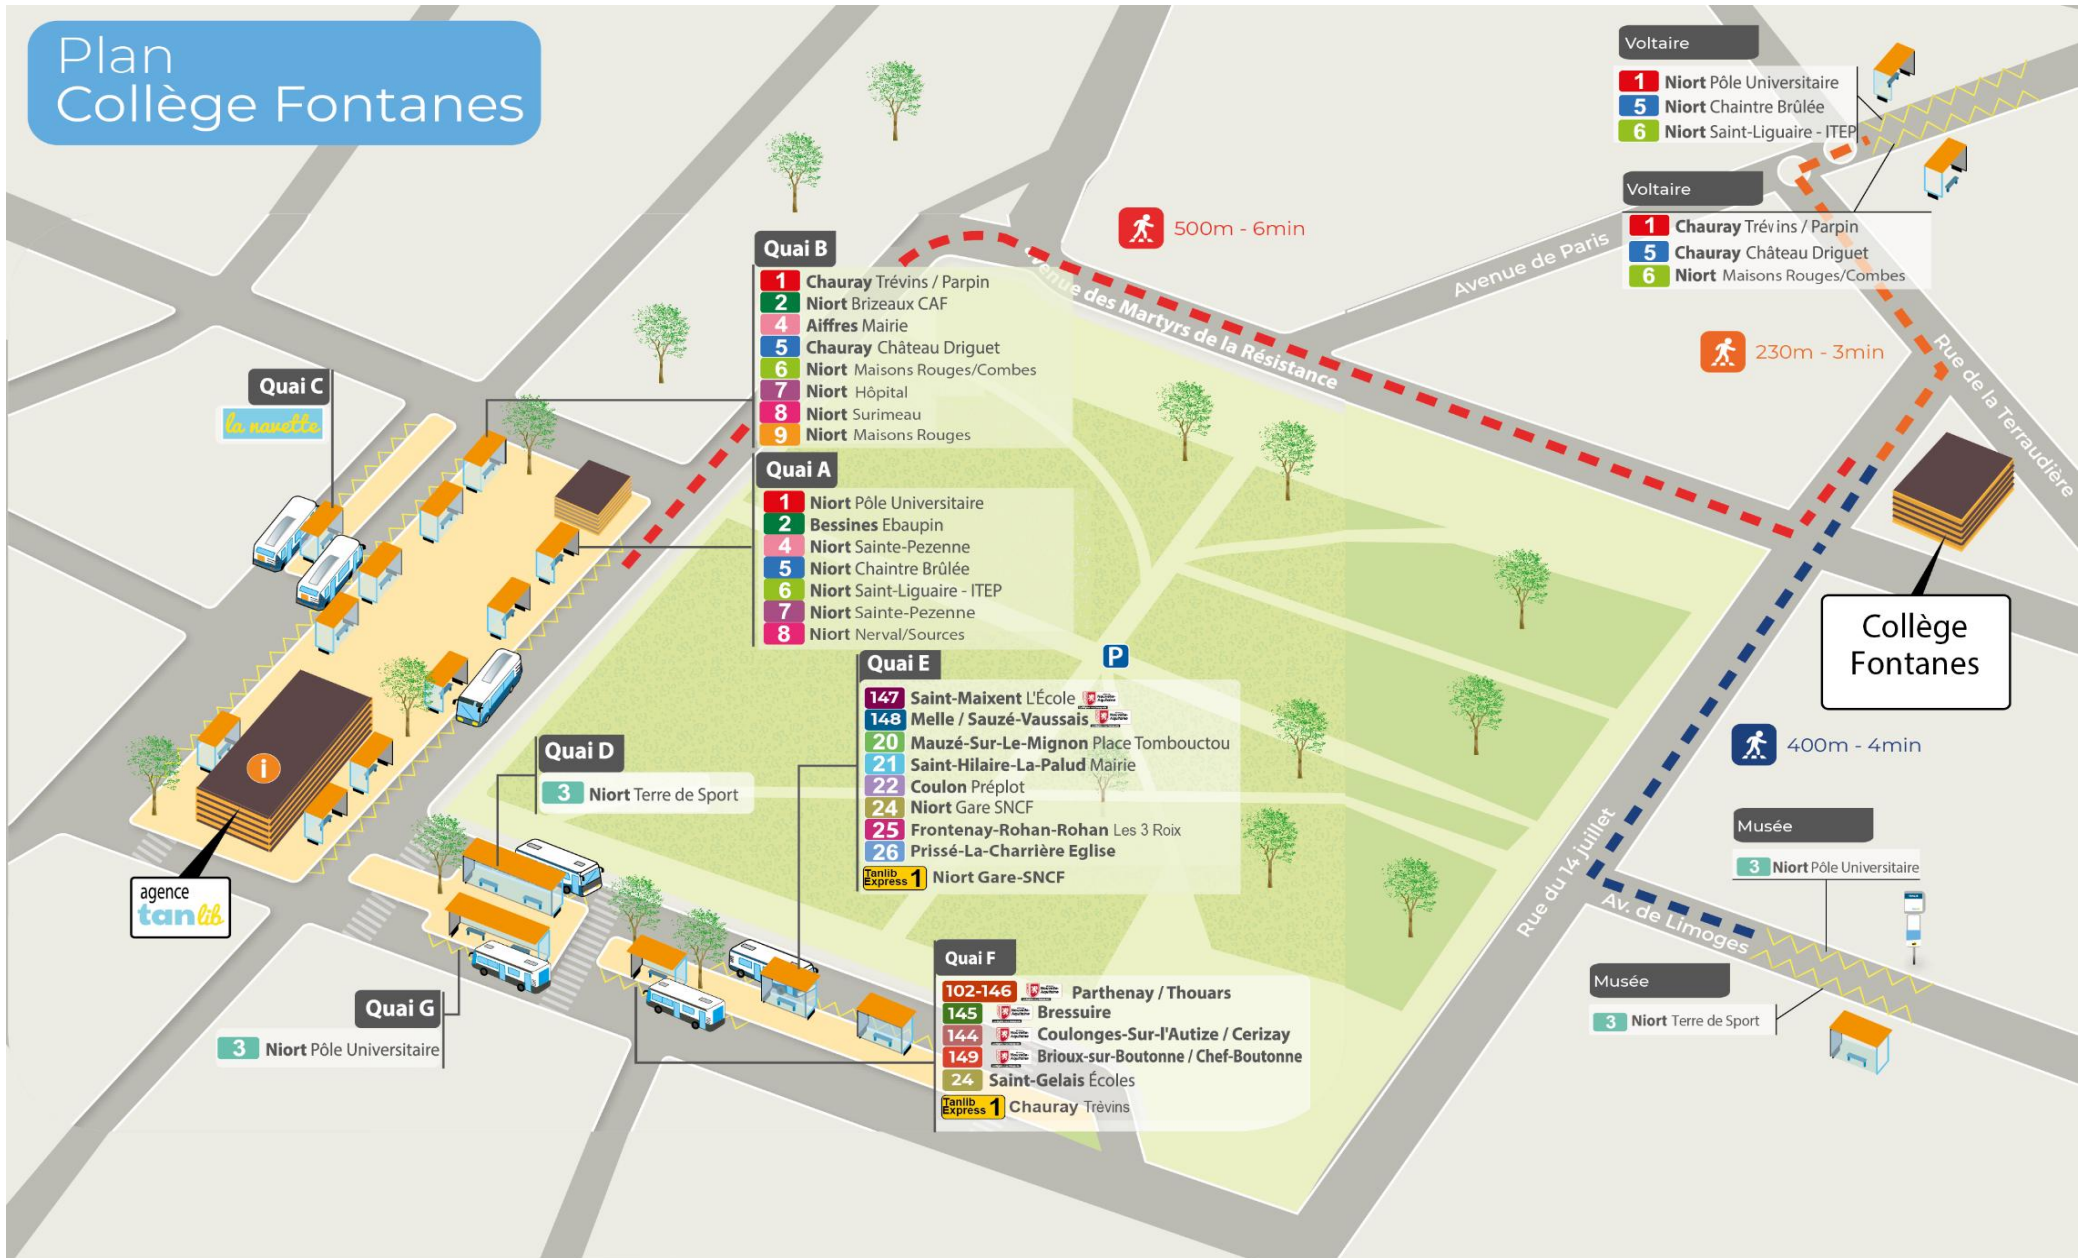 Plan
Collège Fontanes
Voltaire
1 Niort Pôle Universitaire
5 Niort Chaintre Brûlée
6 Niort Saint-Liguaire - ITEP
Voltaire
1 Chauray Trévins / Parpin
5 Chauray Château Driguet
6 Niort Maisons Rouges/Combes
500m - 6min
Avenue de Paris
Avenue des Martyrs de la Résistance
230m - 3min
Rue de la Terraudière
Quai B
1 Chauray Trévins / Parpin
2 Niort Brizeaux CAF
4 Aiffres Mairie
5 Chauray Château Driguet
6 Niort Maisons Rouges/Combes
7 Niort Hôpital
8 Niort Surimeau
9 Niort Maisons Rouges
Quai C
la navette
Quai A
1 Niort Pôle Universitaire
2 Bessines Ebaupin
4 Niort Sainte-Pezenne
5 Niort Chaintre Brûlée
6 Niort Saint-Liguaire - ITEP
7 Niort Sainte-Pezenne
8 Niort Nerval/Sources
Collège
Fontanes
P
Quai E
147 Saint-Maixent L'École
148 Melle / Sauzé-Vaussais
20 Mauzé-Sur-Le-Mignon Place Tombouctou
21 Saint-Hilaire-La-Palud Mairie
22 Coulon Préplot
24 Niort Gare SNCF
25 Frontenay-Rohan-Rohan Les 3 Roix
26 Prissé-La-Charrière Eglise
Tanlib Express 1 Niort Gare-SNCF
Quai D
3 Niort Terre de Sport
i
agence
tanlib
400m - 4min
Rue du 14 juillet
Av. de Limoges
Musée
3 Niort Pôle Universitaire
Musée
3 Niort Terre de Sport
Quai F
102-146 Parthenay / Thouars
145 Bressuire
144 Coulonges-Sur-l'Autize / Cerizay
149 Brioux-sur-Boutonne / Chef-Boutonne
24 Saint-Gelais Écoles
Tanlib Express 1 Chauray Trèvins
Quai G
3 Niort Pôle Universitaire